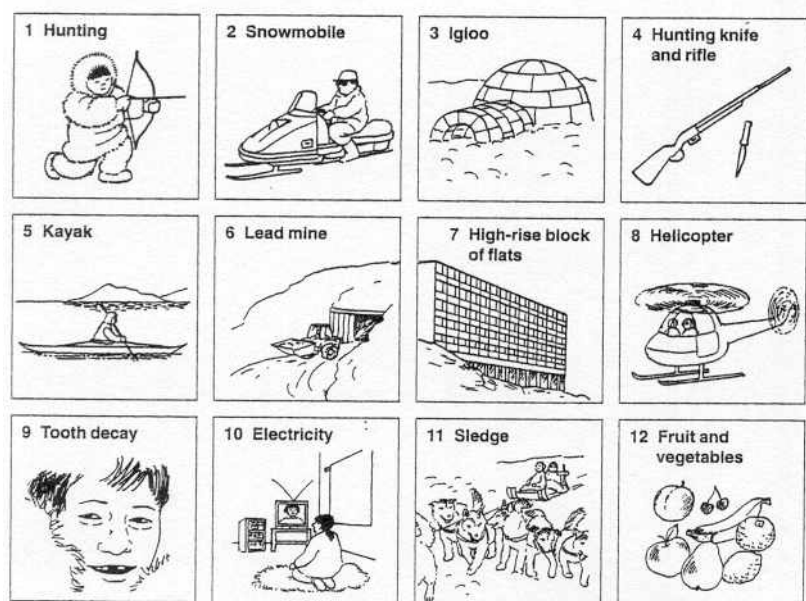 1 Hunting
2 Snowmobile
3 Igloo
4 Hunting knife
and rifle
5 Kayak
6 Lead mine
7 High-rise block
of flats
8 Helicopter
9 Tooth decay
10 Electricity
11 Sledge
12 Fruit and
vegetables